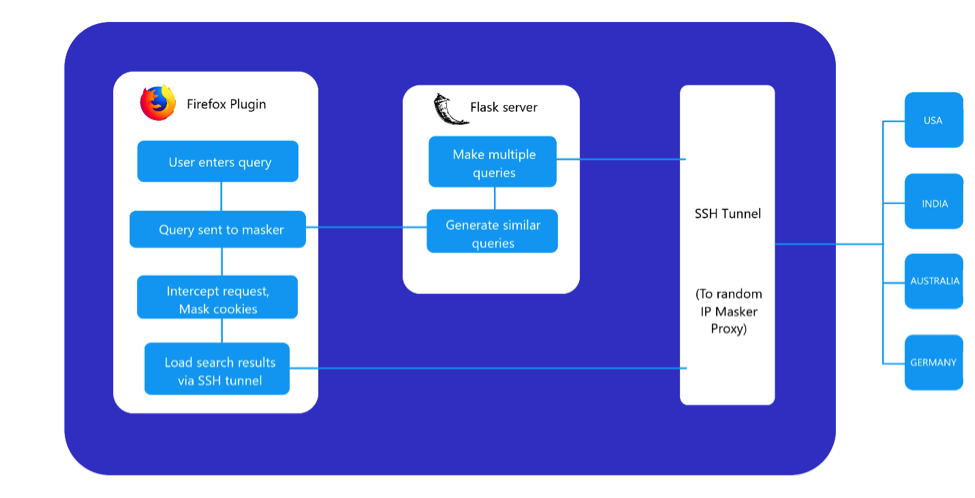 Firefox Plugin
User enters query
Query sent to masker
Intercept request,
Mask cookies
Load search results
via SSH tunnel
Flask server
Make multiple
queries
Generate similar
queries
SSH Tunnel
(To random
IP Masker
Proxy)
USA
INDIA
AUSTRALIA
GERMANY